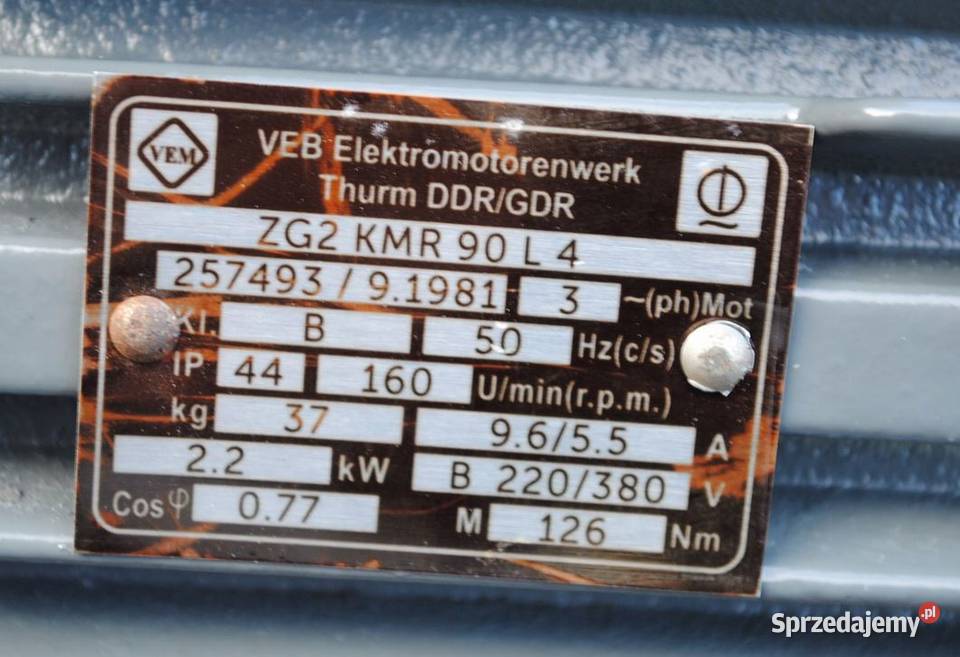 VEM
VEB Elektromotorenwerk
Thurm DDR/GDR
ZG2 KMR 90 L 4
257493 / 9.1981 3 ~(ph)Mot
Kl. B 50 Hz(c/s)
IP 44 160 U/min(r.p.m.)
kg 37 9.6/5.5 A
2.2 kW B 220/380 V
Cos φ 0.77 M 126 Nm
Sprzedajemy.pl